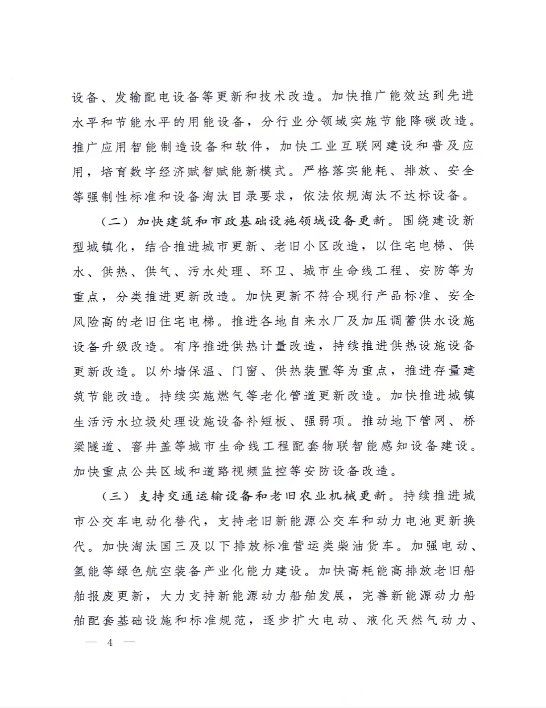 设备、发输配电设备等更新和技术改造。加快推广能效达到先进
水平和节能水平的用能设备，分行业分领域实施节能降碳改造。
推广应用智能制造设备和软件，加快工业互联网建设和普及应
用，培育数字经济赋智赋能新模式。严格落实能耗、排放、安全
等强制性标准和设备淘汰目录要求，依法依规淘汰不达标设备。
（二）加快建筑和市政基础设施领域设备更新。围绕建设新
型城镇化，结合推进城市更新、老旧小区改造，以住宅电梯、供
水、供热、供气、污水处理、环卫、城市生命线工程、安防等为
重点，分类推进更新改造。加快更新不符合现行产品标准、安全
风险高的老旧住宅电梯。推进各地自来水厂及加压调蓄供水设施
设备升级改造。有序推进供热计量改造，持续推进供热设施设备
更新改造。以外墙保温、门窗、供热装置等为重点，推进存量建
筑节能改造。持续实施燃气等老化管道更新改造。加快推进城镇
生活污水垃圾处理设施设备补短板、强弱项。推动地下管网、桥
梁隧道、窨井盖等城市生命线工程配套物联智能感知设备建设。
加快重点公共区域和道路视频监控等安防设备改造。
（三）支持交通运输设备和老旧农业机械更新。持续推进城
市公交车电动化替代，支持老旧新能源公交车和动力电池更新换
代。加快淘汰国三及以下排放标准营运类柴油货车。加强电动、
氢能等绿色航空装备产业化能力建设。加快高耗能高排放老旧船
舶报废更新，大力支持新能源动力船舶发展，完善新能源动力船
舶配套基础设施和标准规范，逐步扩大电动、液化天然气动力、
— 4 —